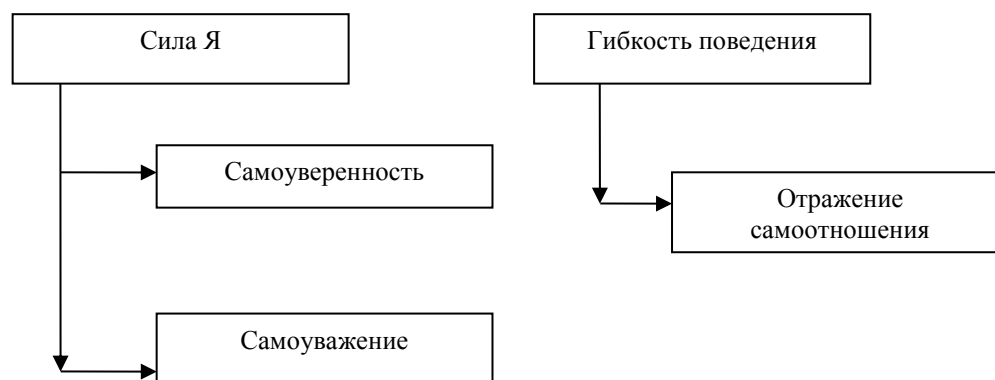 Сила Я
Гибкость поведения
Самоуверенность
Отражение
самоотношения
Самоуважение